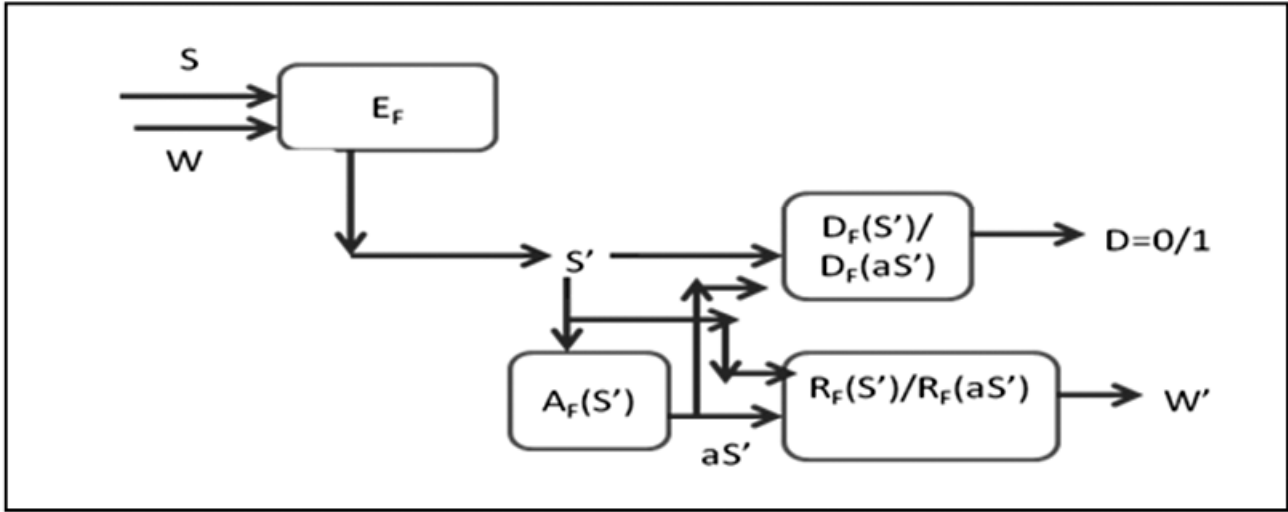 S
E_F
W
D_F(S’)/
D_F(aS’)
D=0/1
S’
A_F(S’)
R_F(S’)/R_F(aS’)
W'
aS’